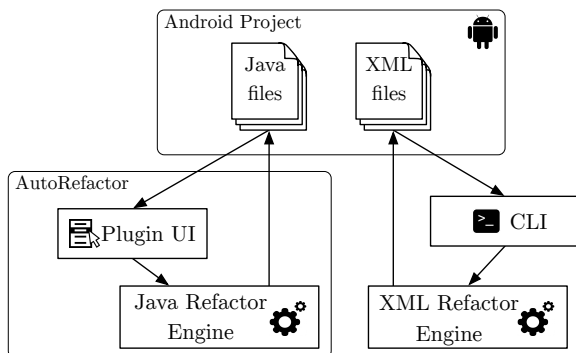 Android Project
Java
files
XML
files
AutoRefactor
Plugin UI
>_ CLI
Java Refactor
Engine
XML Refactor
Engine